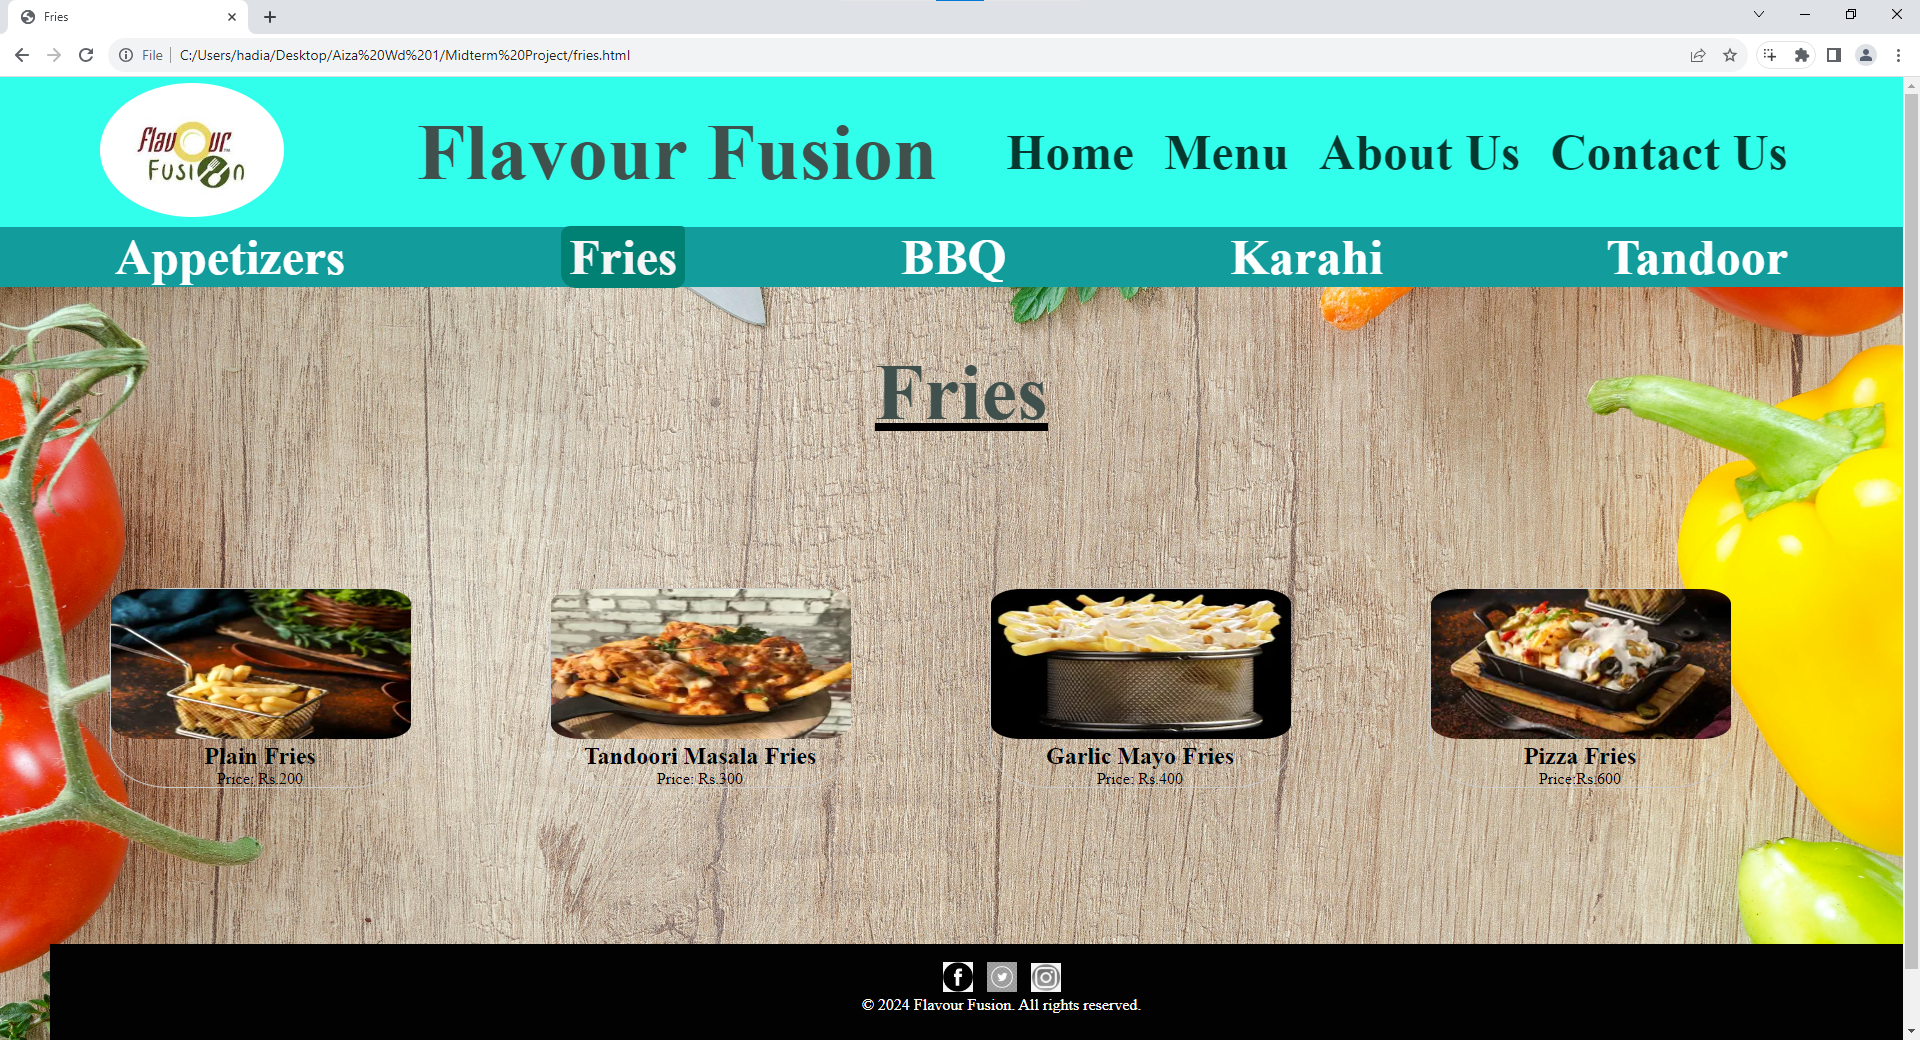 Fries
File C:/Users/hadia/Desktop/Aiza%20Wd%201/Midterm%20Project/fries.html
Flavour
Fusion
Flavour Fusion
Home Menu About Us Contact Us
Appetizers Fries BBQ Karahi Tandoor
Fries
Plain Fries Tandoori Masala Fries Garlic Mayo Fries Pizza Fries
Price: Rs.200 Price: Rs.300 Price: Rs.400 Price:Rs.600
© 2024 Flavour Fusion. All rights reserved.